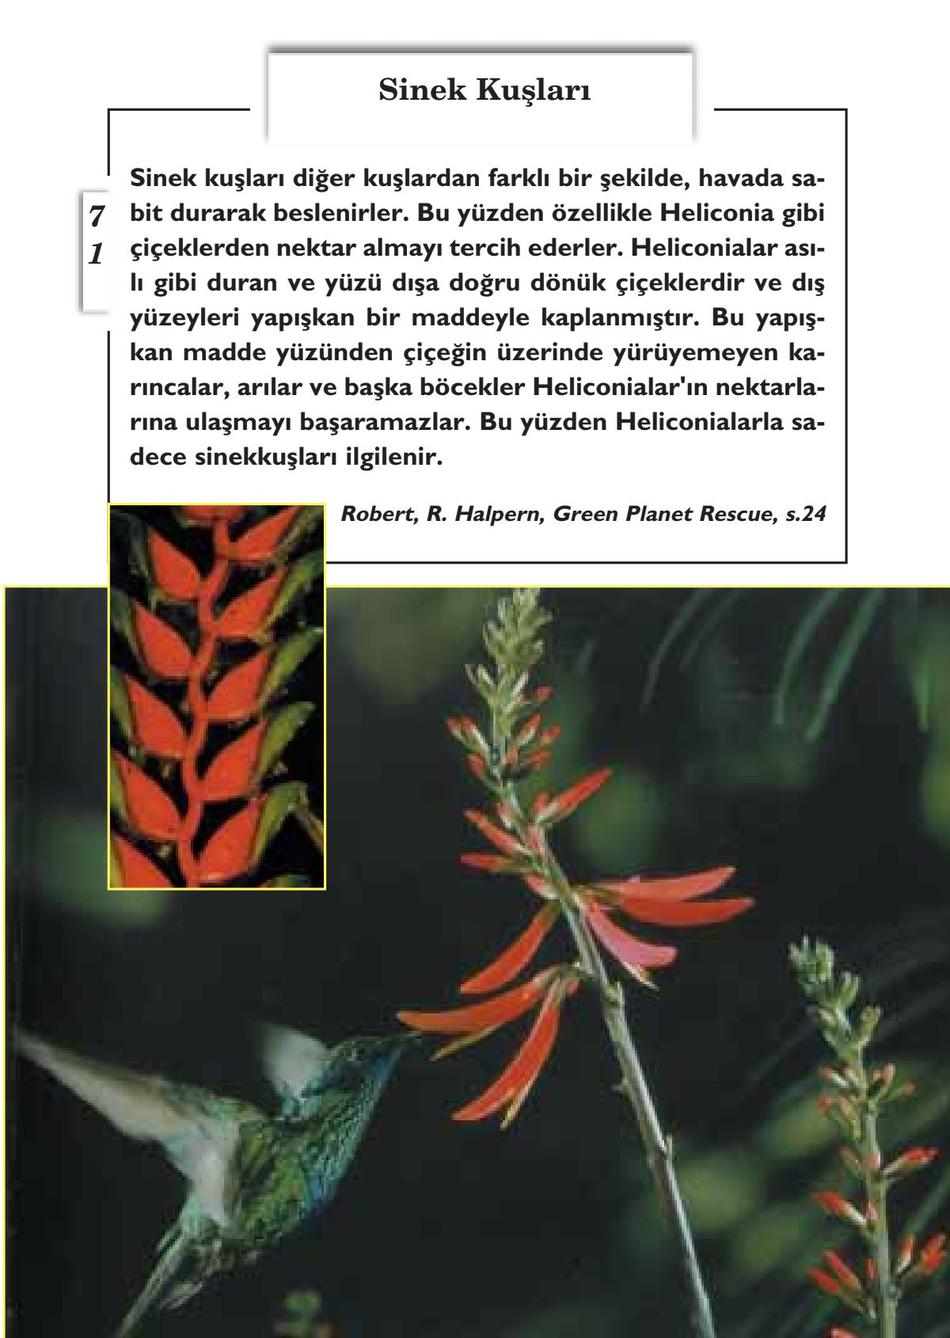 Sinek Kuşları
Sinek kuşları diğer kuşlardan farklı bir şekilde, havada sa-
bit durarak beslenirler. Bu yüzden özellikle Heliconia gibi
çiçeklerden nektar almayı tercih ederler. Heliconialar ası-
lı gibi duran ve yüzü dışa doğru dönük çiçeklerdir ve dış
yüzeyleri yapışkan bir maddeyle kaplanmıştır. Bu yapış-
kan madde yüzünden çiçeğin üzerinde yürüyemeyen ka-
rıncalar, arılar ve başka böcekler Heliconialar'ın nektarla-
rına ulaşmayı başaramazlar. Bu yüzden Heliconialarla sa-
dece sinekkuşları ilgilenir.
Robert, R. Halpern, Green Planet Rescue, s.24
7
1